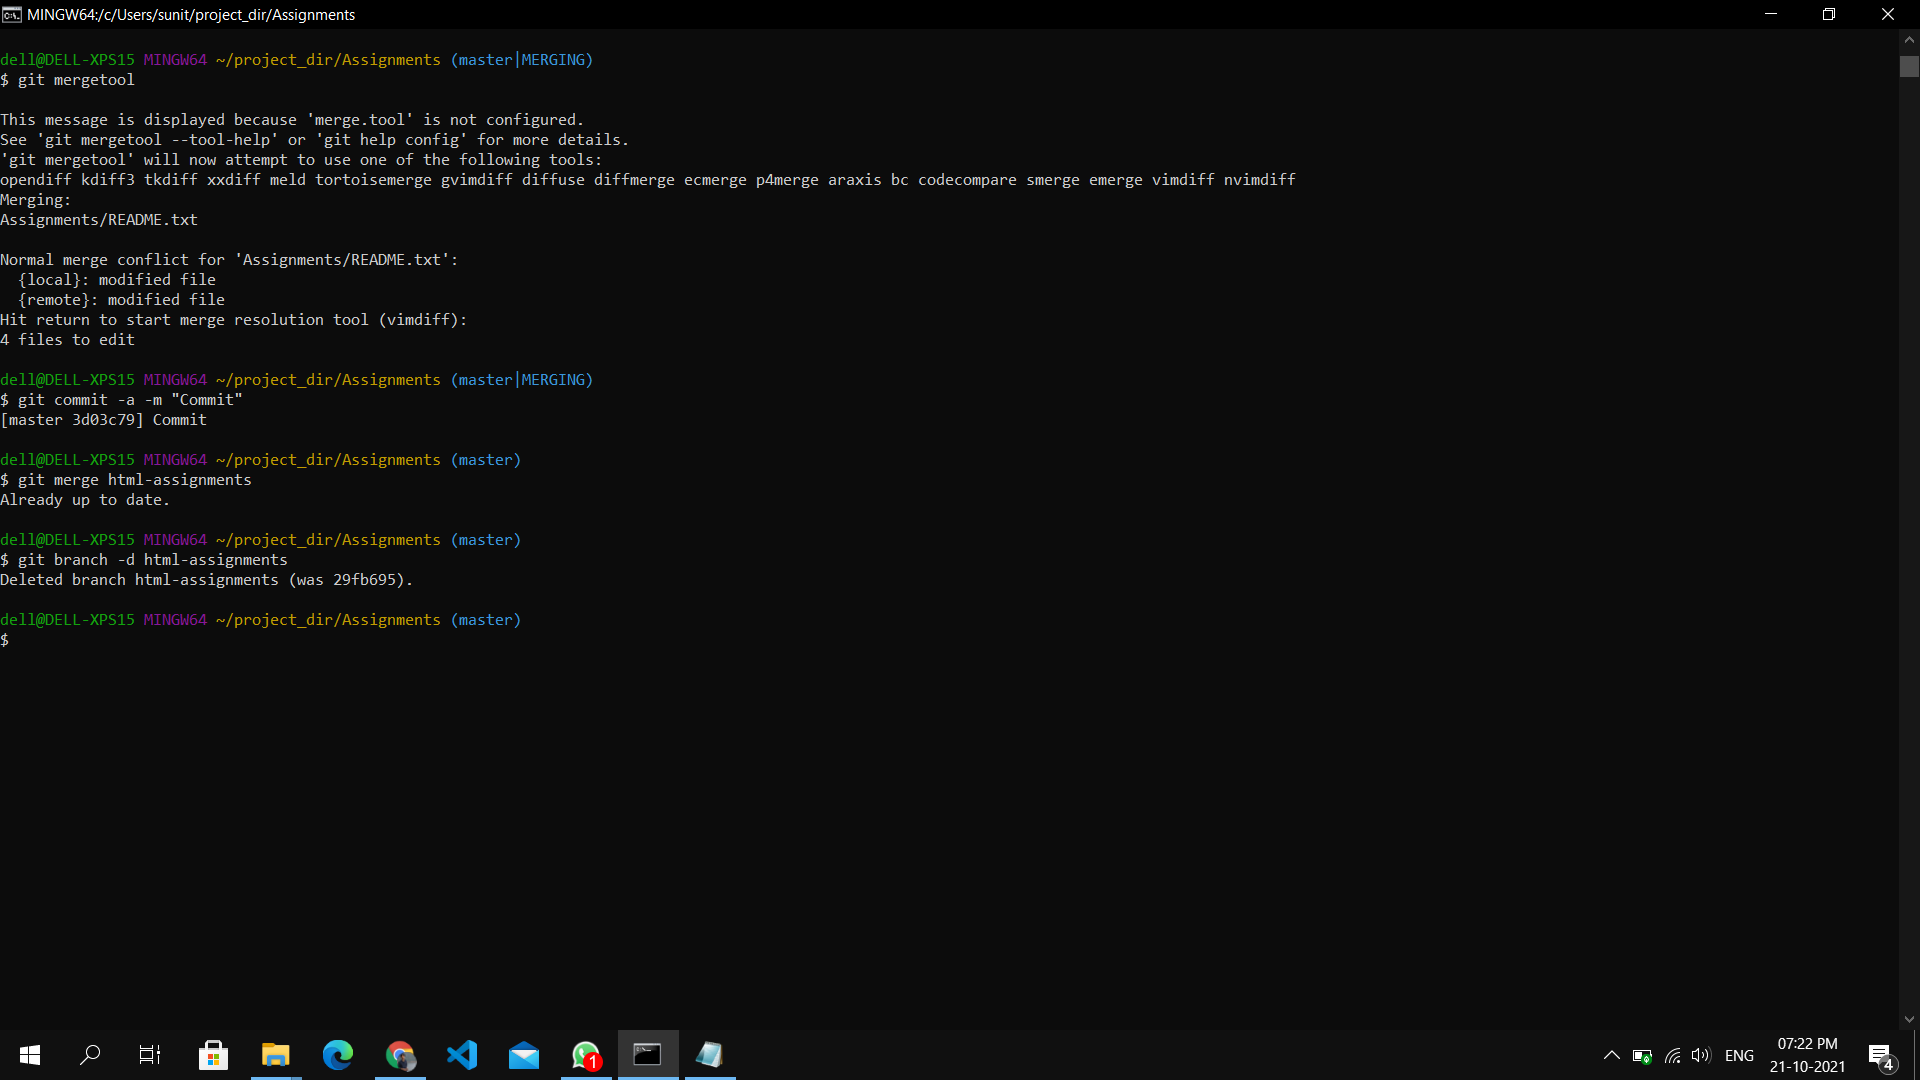 MINGW64:/c/Users/sunit/project_dir/Assignments
dell@DELL-XPS15 MINGW64 ~/project_dir/Assignments (master|MERGING)
$ git mergetool
This message is displayed because 'merge.tool' is not configured.
See 'git mergetool --tool-help' or 'git help config' for more details.
'git mergetool' will now attempt to use one of the following tools:
opendiff kdiff3 tkdiff xxdiff meld tortoisemerge gvimdiff diffuse diffmerge ecmerge p4merge araxis bc codecompare smerge emerge vimdiff nvimdiff
Merging:
Assignments/README.txt
Normal merge conflict for 'Assignments/README.txt':
  {local}: modified file
  {remote}: modified file
Hit return to start merge resolution tool (vimdiff):
4 files to edit
dell@DELL-XPS15 MINGW64 ~/project_dir/Assignments (master|MERGING)
$ git commit -a -m "Commit"
[master 3d03c79] Commit
dell@DELL-XPS15 MINGW64 ~/project_dir/Assignments (master)
$ git merge html-assignments
Already up to date.
dell@DELL-XPS15 MINGW64 ~/project_dir/Assignments (master)
$ git branch -d html-assignments
Deleted branch html-assignments (was 29fb695).
dell@DELL-XPS15 MINGW64 ~/project_dir/Assignments (master)
$
1
ENG
07:22 PM
21-10-2021
4